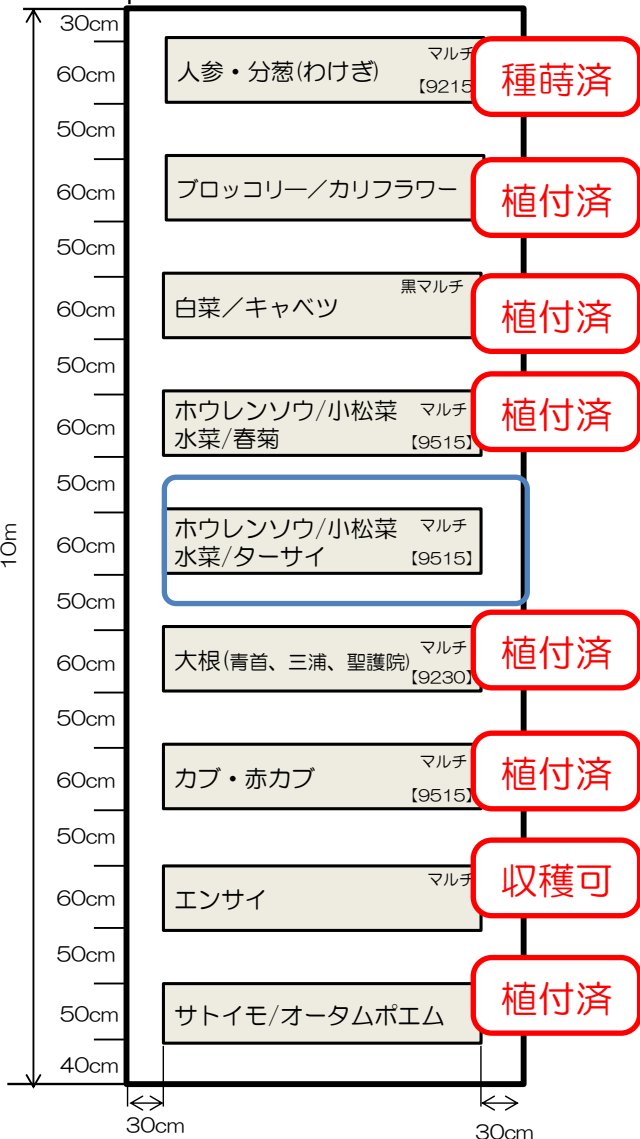 30cm
人参・分葱(わけぎ) マルチ
60cm 【9215 種蒔済
50cm
60cm ブロッコリー／カリフラワー 植付済
50cm
黒マルチ
60cm 白菜／キャベツ 植付済
50cm
ホウレンソウ/小松菜 マルチ 植付済
60cm 水菜/春菊 【9515】
50cm
ホウレンソウ/小松菜 マルチ
60cm 水菜/ターサイ 【9515】
10m
50cm
マルチ 植付済
60cm 大根(青首、三浦、聖護院) 【9230】
50cm
マルチ 植付済
60cm カブ・赤カブ 【9515】
50cm
マルチ 収穫可
60cm エンサイ
50cm
50cm サトイモ/オータムポエム 植付済
40cm
30cm 30cm